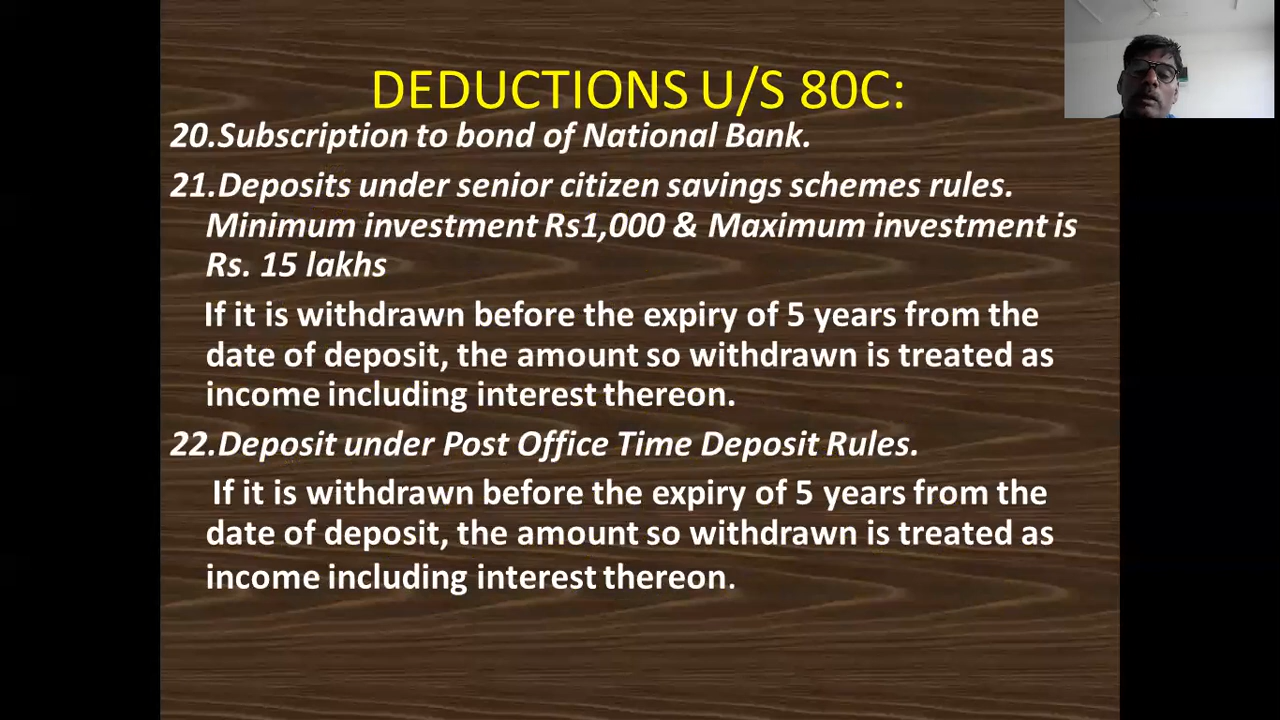 DEDUCTIONS U/S 80C:
20.Subscription to bond of National Bank.
21.Deposits under senior citizen savings schemes rules.
Minimum investment Rs1,000 & Maximum investment is
Rs. 15 lakhs
If it is withdrawn before the expiry of 5 years from the
date of deposit, the amount so withdrawn is treated as
income including interest thereon.
22.Deposit under Post Office Time Deposit Rules.
If it is withdrawn before the expiry of 5 years from the
date of deposit, the amount so withdrawn is treated as
income including interest thereon.